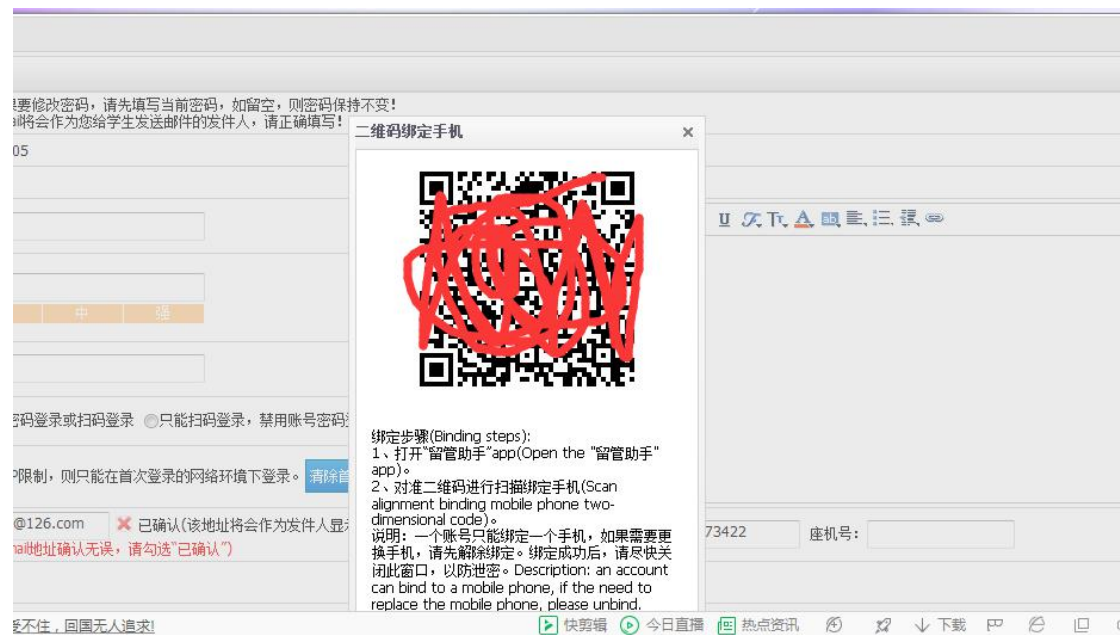 要修改密码，请先填写当前密码，如留空，则密码保持不变！
将会作为您给学生发送邮件的发件人，请正确填写！
05
二维码绑定手机
中 强
密码登录或扫码登录 只能扫码登录，禁用账号密码
限制，则只能在首次登录的网络环境下登录。 清除首
@126.com 已确认(该地址将会作为发件人显
地址确认无误，请勾选“已确认”)
绑定步骤(Binding steps):
1、打开“留管助手”app(Open the "留管助手"
app)。
2、对准二维码进行扫描绑定手机(Scan
alignment binding mobile phone two-
dimensional code)。
说明：一个账号只能绑定一个手机，如果需要更
换手机，请先解除绑定。绑定成功后，请尽快关
闭此窗口，以防泄密。Description: an account
can bind to a mobile phone, if the need to
replace the mobile phone, please unbind.
73422 座机号：
受不住，回国无人追求!
快剪辑 今日直播 热点资讯 下载